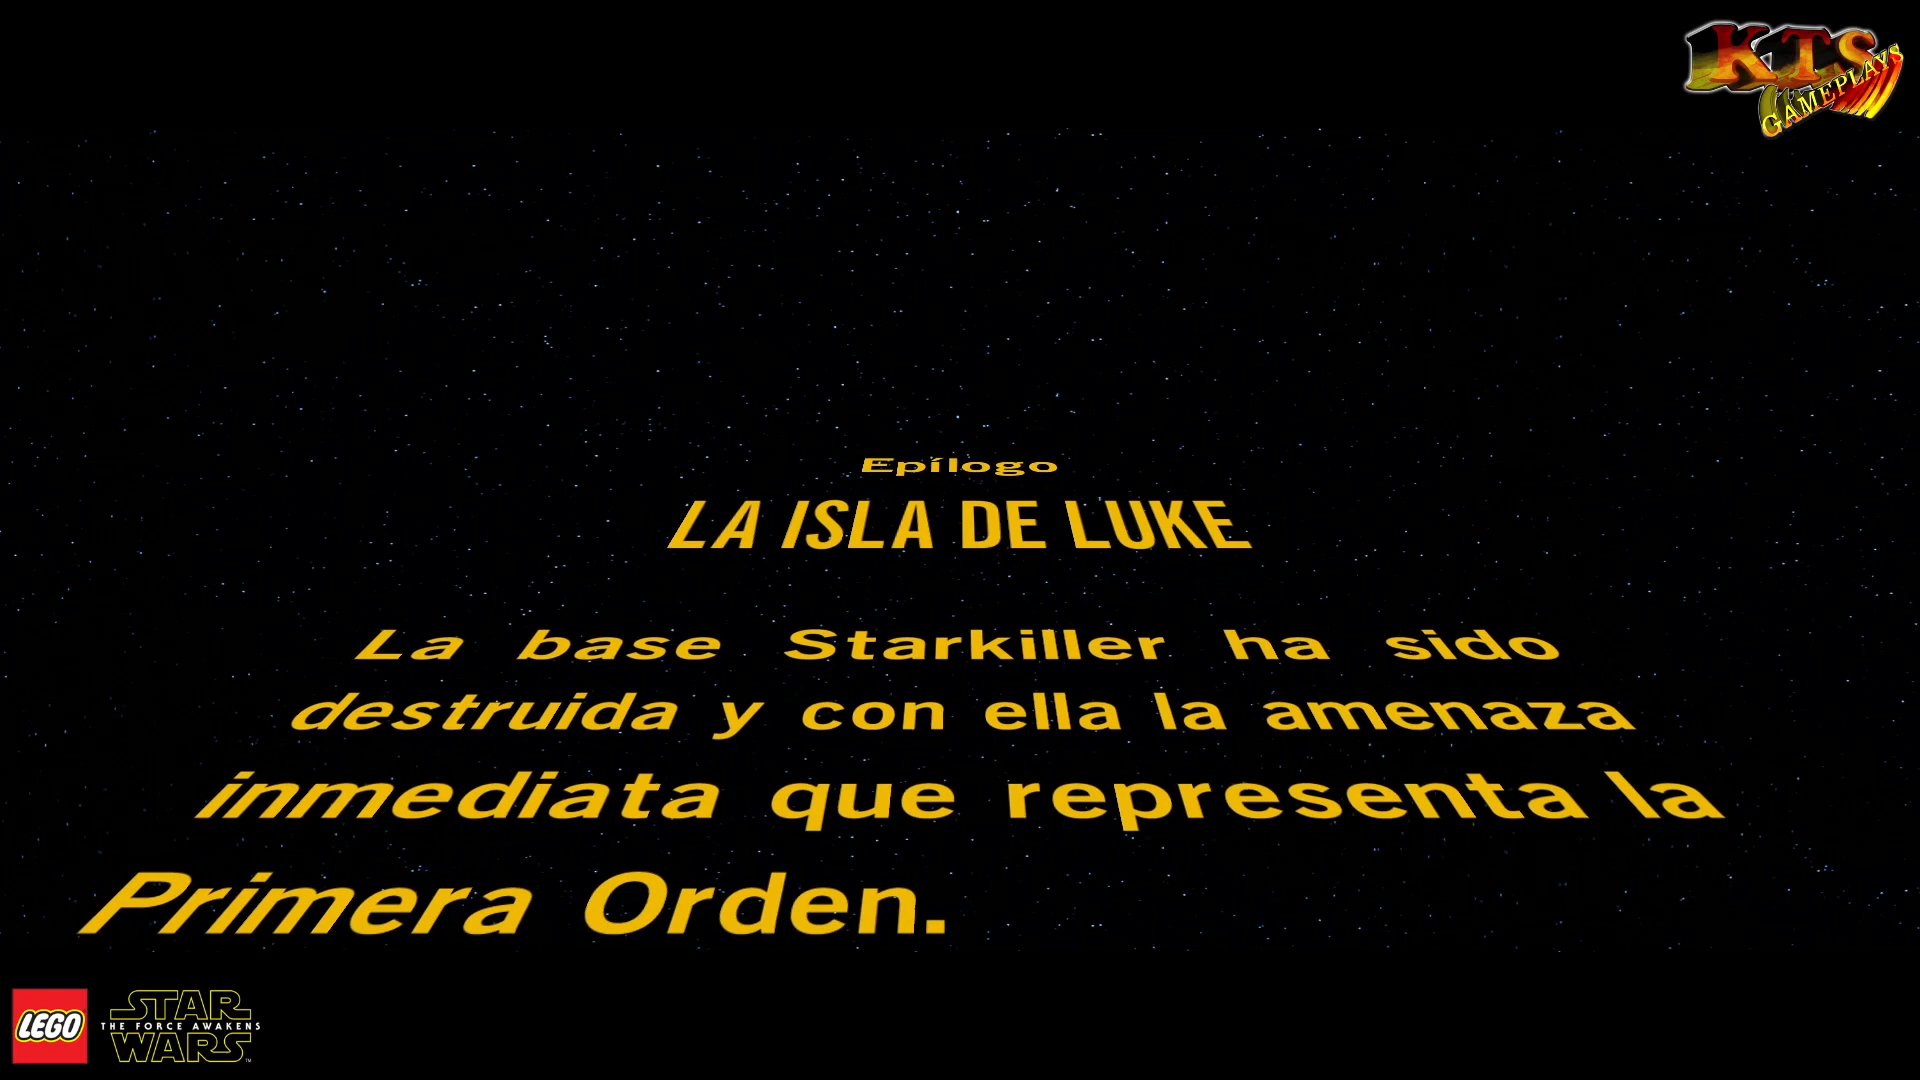 KTS
GAMEPLAYS
Epílogo
LA ISLA DE LUKE
La base Starkiller ha sido
destruida y con ella la amenaza
inmediata que representa la
Primera Orden.
LEGO
STAR
THE FORCE AWAKENS
WARS